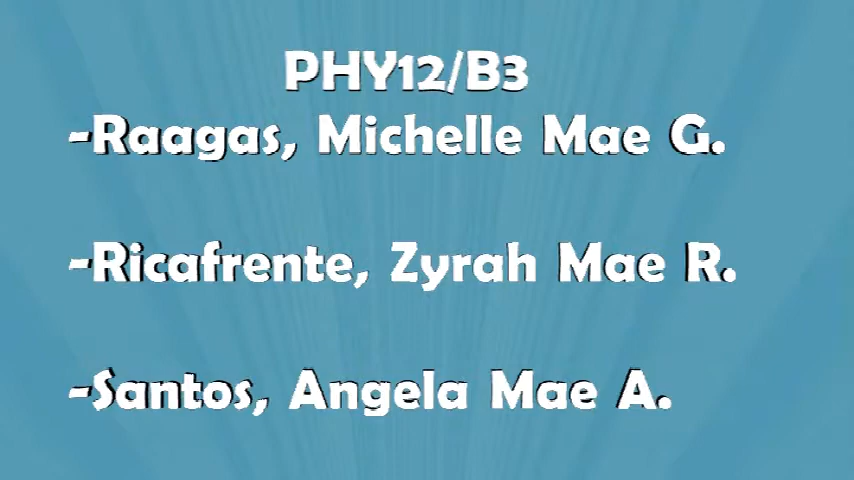 PHY12/B3
-Raagas, Michelle Mae G.
-Ricafrente, Zyrah Mae R.
-Santos, Angela Mae A.